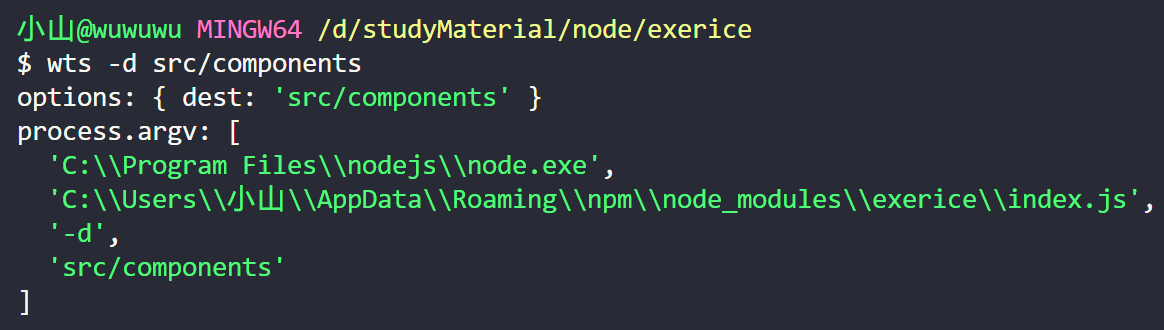 小山@wuwuwu MINGW64 /d/studyMaterial/node/exerice
$ wts -d src/components
options: { dest: 'src/components' }
process.argv: [
  'C:\\Program Files\\nodejs\\node.exe',
  'C:\\Users\\小山\\AppData\\Roaming\\npm\\node_modules\\exerice\\index.js',
  '-d',
  'src/components'
]